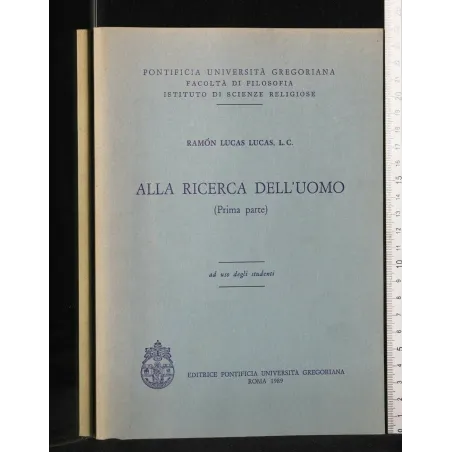 PONTIFICIA UNIVERSITÀ GREGORIANA
FACOLTÀ DI FILOSOFIA
ISTITUTO DI SCIENZE RELIGIOSE
RAMÓN LUCAS LUCAS, L. C.
ALLA RICERCA DELL'UOMO
(Prima parte)
ad uso degli studenti
EDITRICE PONTIFICIA UNIVERSITÀ GREGORIANA
ROMA 1989